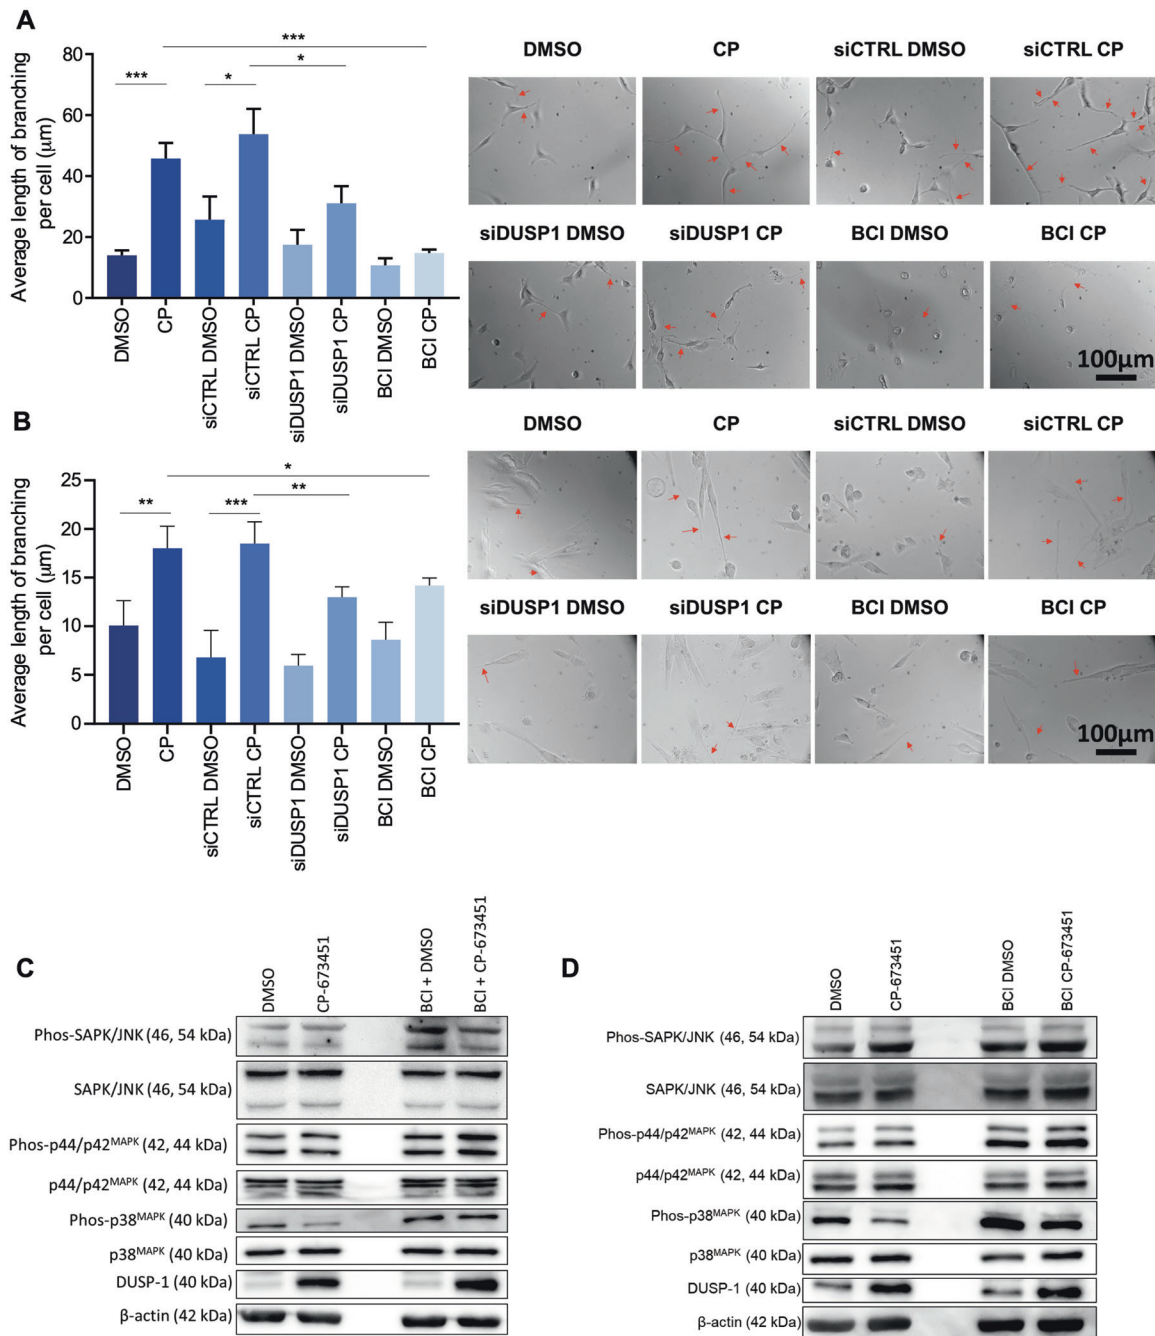 A
Average length of branching
per cell (μm)
80
60
40
20
0
***
*
***
*
DMSO
CP
siCTRL DMSO
siCTRL CP
siDUSP1 DMSO
siDUSP1 CP
BCI DMSO
BCI CP
DMSO CP siCTRL DMSO siCTRL CP
siDUSP1 DMSO siDUSP1 CP BCI DMSO BCI CP
100μm
B
Average length of branching
per cell (μm)
25
20
15
10
5
0
**
***
*
**
DMSO
CP
siCTRL DMSO
siCTRL CP
siDUSP1 DMSO
siDUSP1 CP
BCI DMSO
BCI CP
DMSO CP siCTRL DMSO siCTRL CP
siDUSP1 DMSO siDUSP1 CP BCI DMSO BCI CP
100μm
C
DMSO
CP-673451
BCI + DMSO
BCI + CP-673451
Phos-SAPK/JNK (46, 54 kDa)
SAPK/JNK (46, 54 kDa)
Phos-p44/p42MAPK (42, 44 kDa)
p44/p42MAPK (42, 44 kDa)
Phos-p38MAPK (40 kDa)
p38MAPK (40 kDa)
DUSP-1 (40 kDa)
β-actin (42 kDa)
D
DMSO
CP-673451
BCI DMSO
BCI CP-673451
Phos-SAPK/JNK (46, 54 kDa)
SAPK/JNK (46, 54 kDa)
Phos-p44/p42MAPK (42, 44 kDa)
p44/p42MAPK (42, 44 kDa)
Phos-p38MAPK (40 kDa)
p38MAPK (40 kDa)
DUSP-1 (40 kDa)
β-actin (42 kDa)